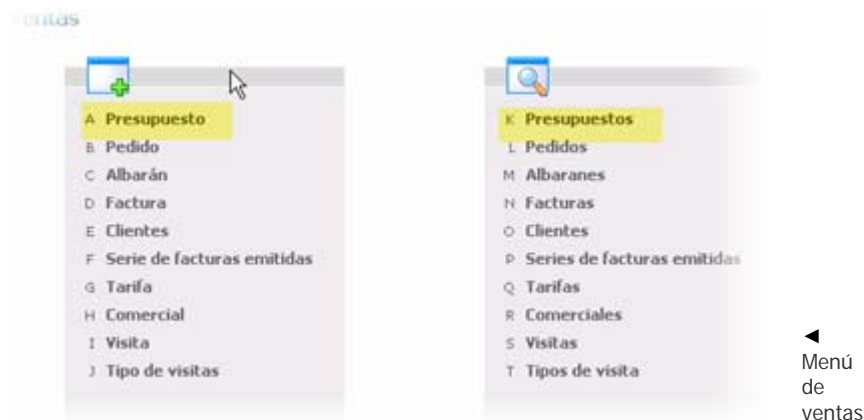 ventas
A Presupuesto
B Pedido
C Albarán
D Factura
E Clientes
F Serie de facturas emitidas
G Tarifa
H Comercial
I Visita
J Tipo de visitas
K Presupuestos
L Pedidos
M Albaranes
N Facturas
O Clientes
P Series de facturas emitidas
Q Tarifas
R Comerciales
S Visitas
T Tipos de visita
◄
Menú
de
ventas